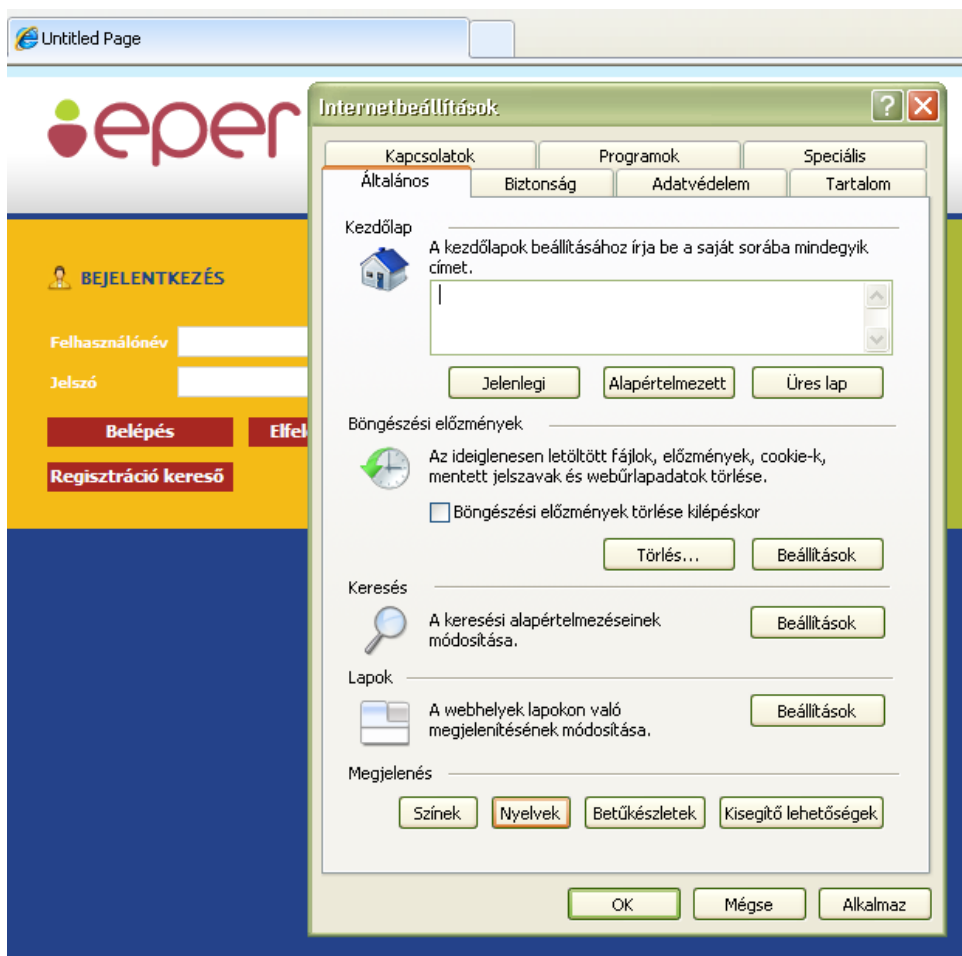 Untitled Page
eper
BEJELENTKEZÉS
Felhasználónév
Jelszó
Belépés
Regisztráció kereső
Internetbeállítások
Kapcsolatok Programok Speciális
Általános Biztonság Adatvédelem Tartalom
Kezdőlap
A kezdőlapok beállításához írja be a saját sorába mindegyik
címet.
Jelenlegi Alapértelmezett Üres lap
Böngészési előzmények
Az ideiglenesen letöltött fájlok, előzmények, cookie-k,
mentett jelszavak és webűrlapadatok törlése.
Böngészési előzmények törlése kilépéskor
Törlés... Beállítások
Keresés
A keresési alapértelmezéseinek
módosítása.
Beállítások
Lapok
A webhelyek lapokon való
megjelenítésének módosítása.
Beállítások
Megjelenés
Színek Nyelvek Betűkészletek Kisegítő lehetőségek
OK Mégse Alkalmaz